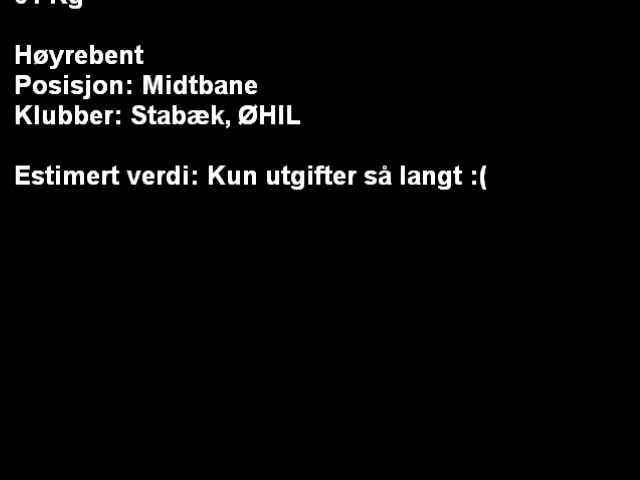 Høyrebent
Posisjon: Midtbane
Klubber: Stabæk, ØHIL
Estimert verdi: Kun utgifter så langt :(